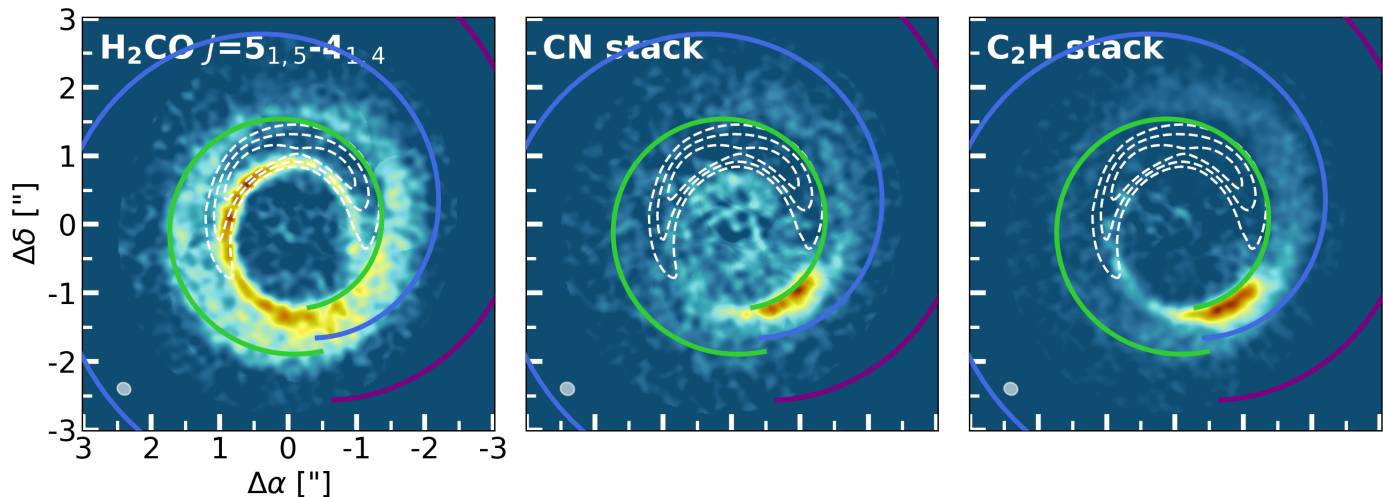 H₂CO J=5₁,₅-4₁,₄
CN stack
C₂H stack
3
2
1
0
-1
-2
-3
Δδ ["]
3 2 1 0 -1 -2 -3
Δα ["]